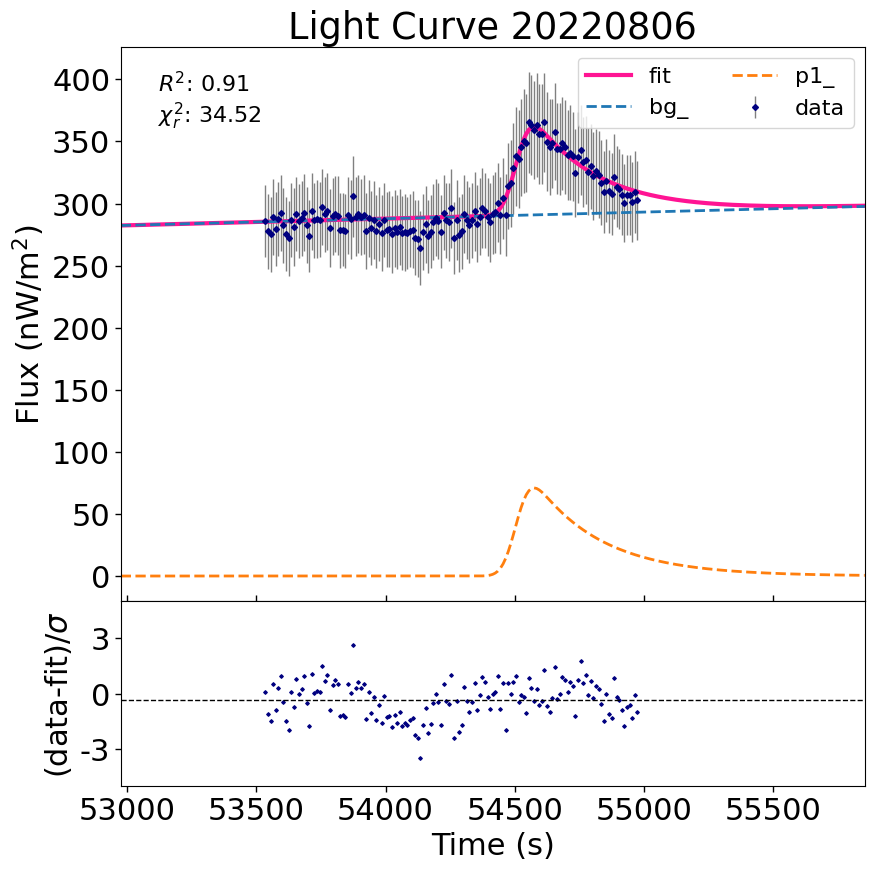 Light Curve 20220806
R²: 0.91
χ²ᵣ: 34.52
fit
bg_
p1_
data
Flux (nW/m²)
400
350
300
250
200
150
100
50
0
(data-fit)/σ
3
0
-3
53000 53500 54000 54500 55000 55500
Time (s)